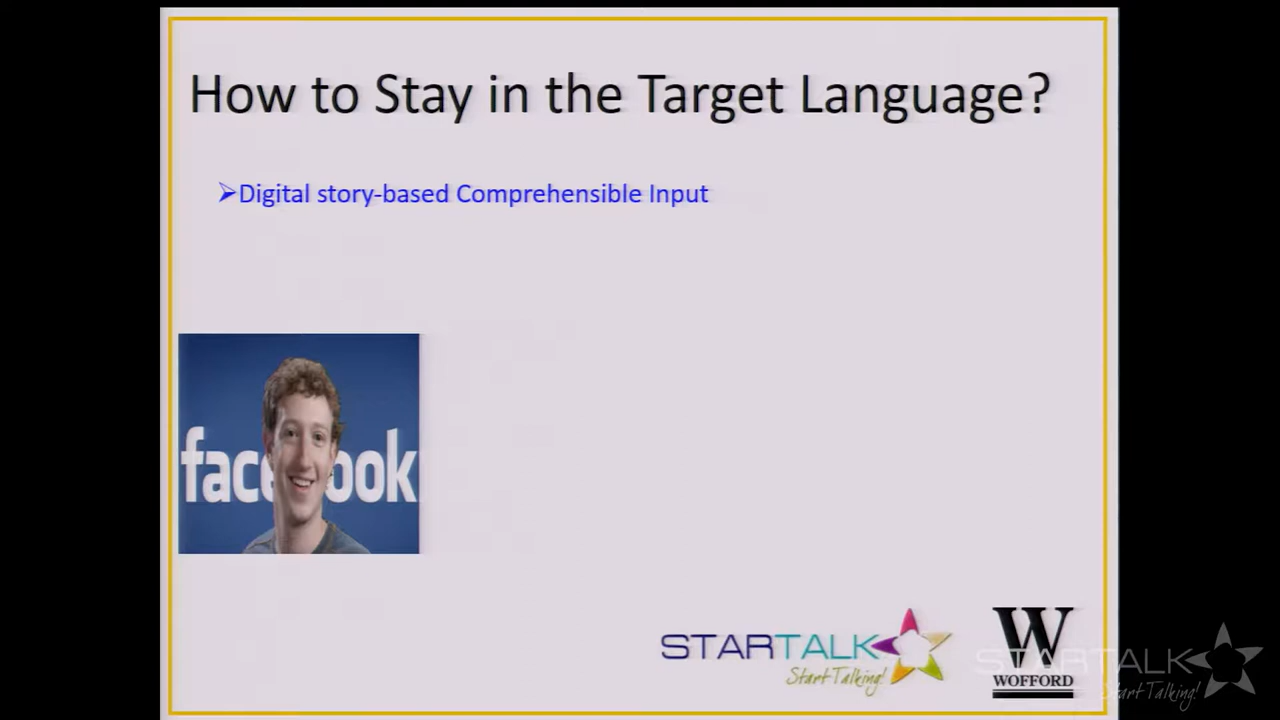 How to Stay in the Target Language?
➢Digital story-based Comprehensible Input
facebook
STARTALK
Start Talking!
W
WOFFORD
STARTALK
Start Talking!